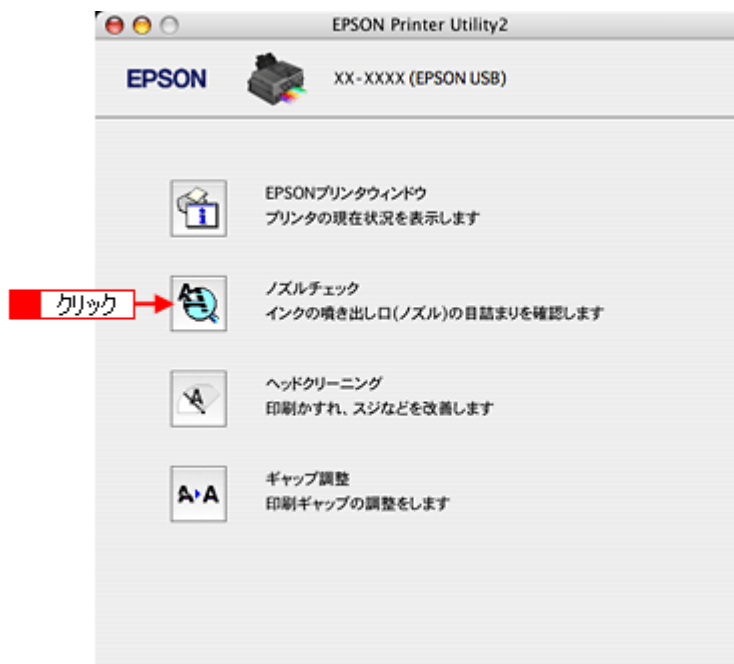 EPSON Printer Utility2
EPSON
XX-XXXX (EPSON USB)
EPSONプリンタウィンドウ
プリンタの現在状況を表示します
クリック
ノズルチェック
インクの噴き出し口(ノズル)の目詰まりを確認します
ヘッドクリーニング
印刷かすれ、スジなどを改善します
A▸A
ギャップ調整
印刷ギャップの調整をします